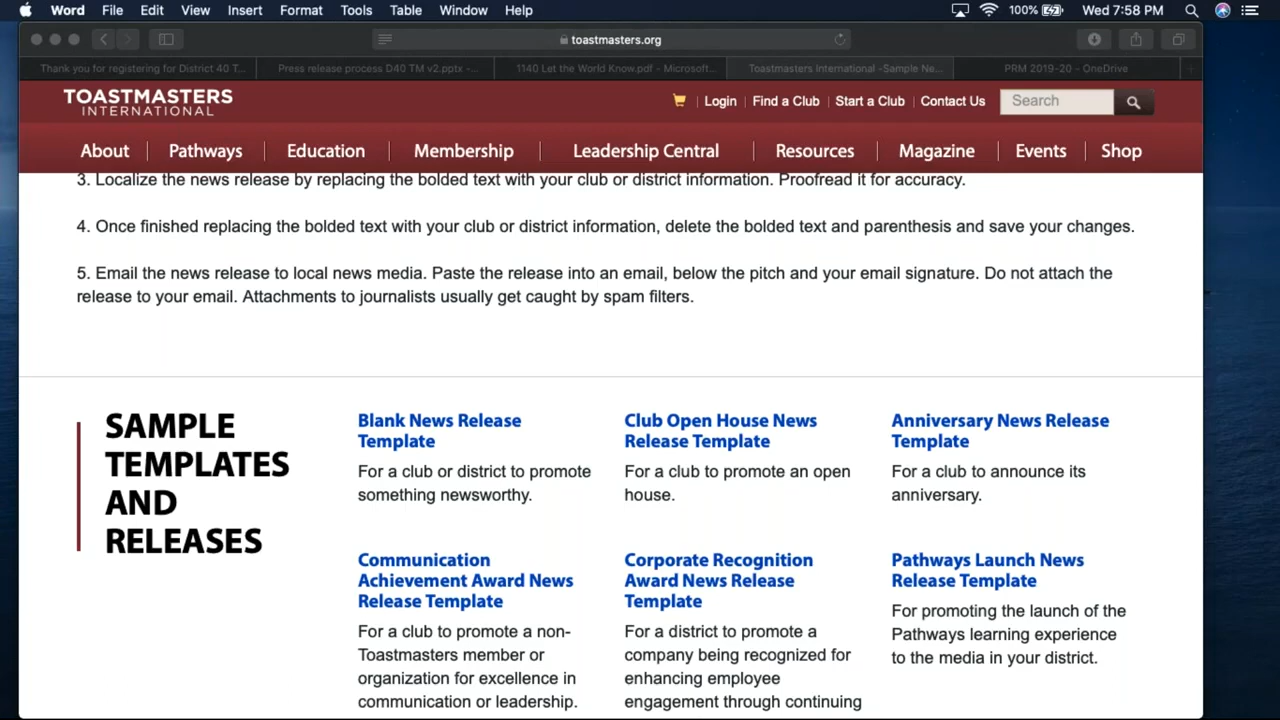 Word File Edit View Insert Format Tools Table Window Help 100% Wed 7:58 PM
toastmasters.org
Thank you for registering for District 40 T... Press release process D40 TM v2.pptx -... 1140 Let the World Know.pdf - Microsoft... Toastmasters International -Sample Ne... PRM 2019-20 - OneDrive
TOASTMASTERS
INTERNATIONAL
Login Find a Club Start a Club Contact Us Search
About Pathways Education Membership Leadership Central Resources Magazine Events Shop
3. Localize the news release by replacing the bolded text with your club or district information. Proofread it for accuracy.
4. Once finished replacing the bolded text with your club or district information, delete the bolded text and parenthesis and save your changes.
5. Email the news release to local news media. Paste the release into an email, below the pitch and your email signature. Do not attach the
release to your email. Attachments to journalists usually get caught by spam filters.
SAMPLE
TEMPLATES
AND
RELEASES
Blank News Release
Template
For a club or district to promote
something newsworthy.
Club Open House News
Release Template
For a club to promote an open
house.
Anniversary News Release
Template
For a club to announce its
anniversary.
Communication
Achievement Award News
Release Template
For a club to promote a non-
Toastmasters member or
organization for excellence in
communication or leadership.
Corporate Recognition
Award News Release
Template
For a district to promote a
company being recognized for
enhancing employee
engagement through continuing
Pathways Launch News
Release Template
For promoting the launch of the
Pathways learning experience
to the media in your district.